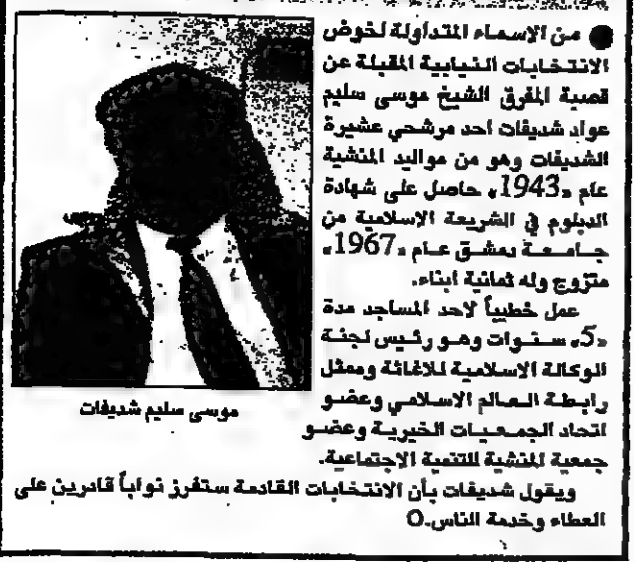 ● من الاسماء المتداولة لخوض
الانتخابات النيابية المقبلة عن
قصبة المفرق الشيخ موسى سليم
عواد شديفات احد مرشحي عشيرة
الشديفات وهو من مواليد المنشية
عام «1943» حاصل على شهادة
الدبلوم في الشريعة الاسلامية من
جامعة دمشق عام «1967»
متزوج وله ثمانية ابناء.
عمل خطيباً لاحد المساجد مدة
«5» سنوات وهو رئيس لجنة
الوكالة الاسلامية للاغاثة وممثل
رابطة العالم الاسلامي وعضو
اتحاد الجمعيات الخيرية وعضو
جمعية المنشية للتنمية الاجتماعية.
ويقول شديفات بأن الانتخابات القادمة ستفرز نواباً قادرين على
العطاء وخدمة الناس.O
موسى سليم شديفات